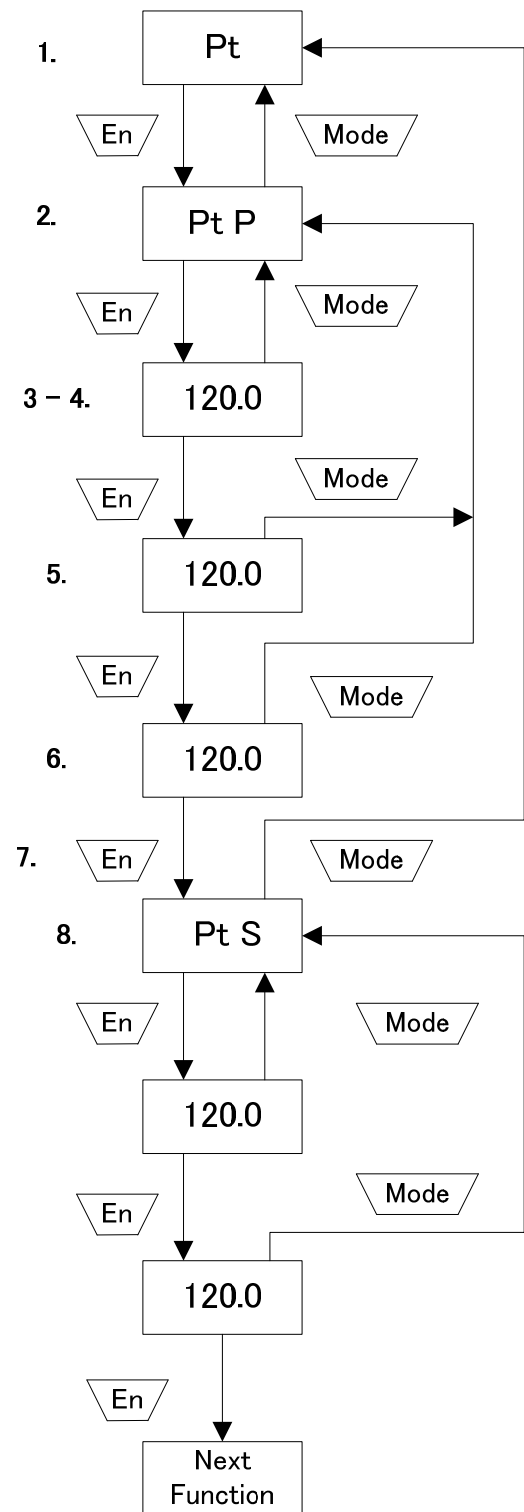 1.
Pt
En
Mode
2.
Pt P
En
Mode
3 – 4.
120.0
En
Mode
5.
120.0
En
Mode
6.
120.0
7.
En
Mode
8.
Pt S
En
Mode
120.0
En
Mode
120.0
En
Next
Function